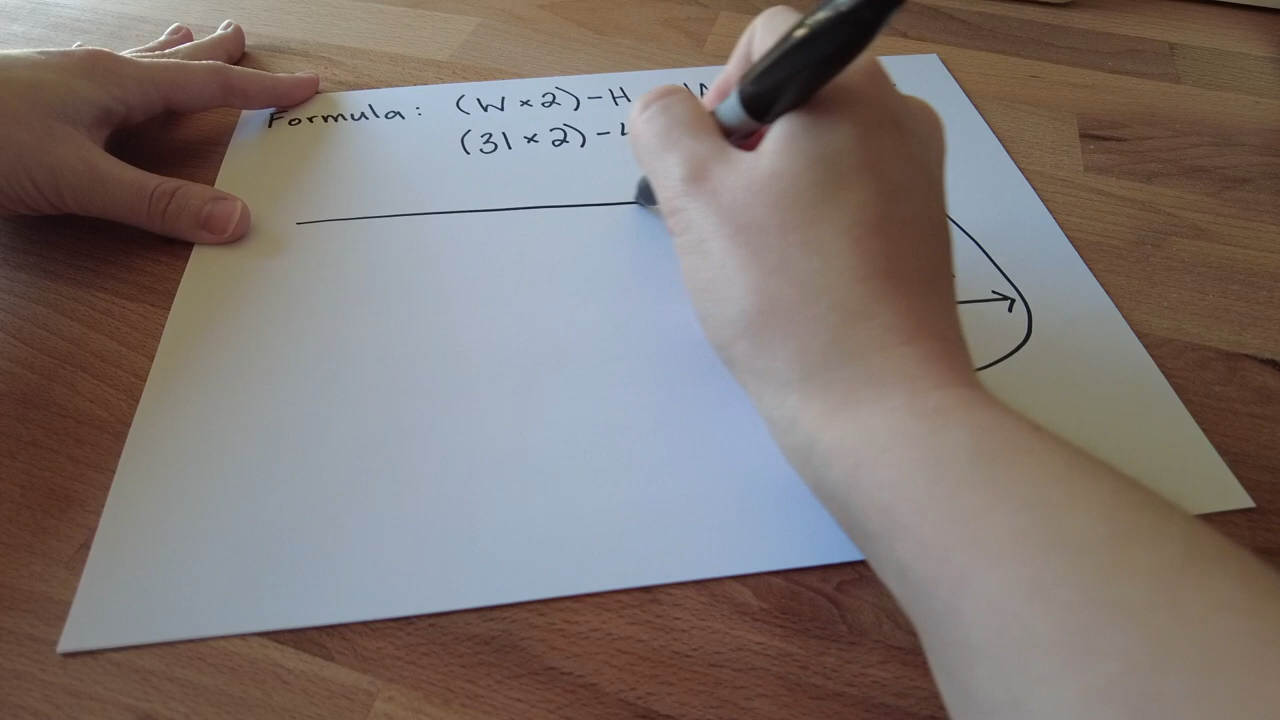 Formula: (W × 2) - H
(31 × 2) -